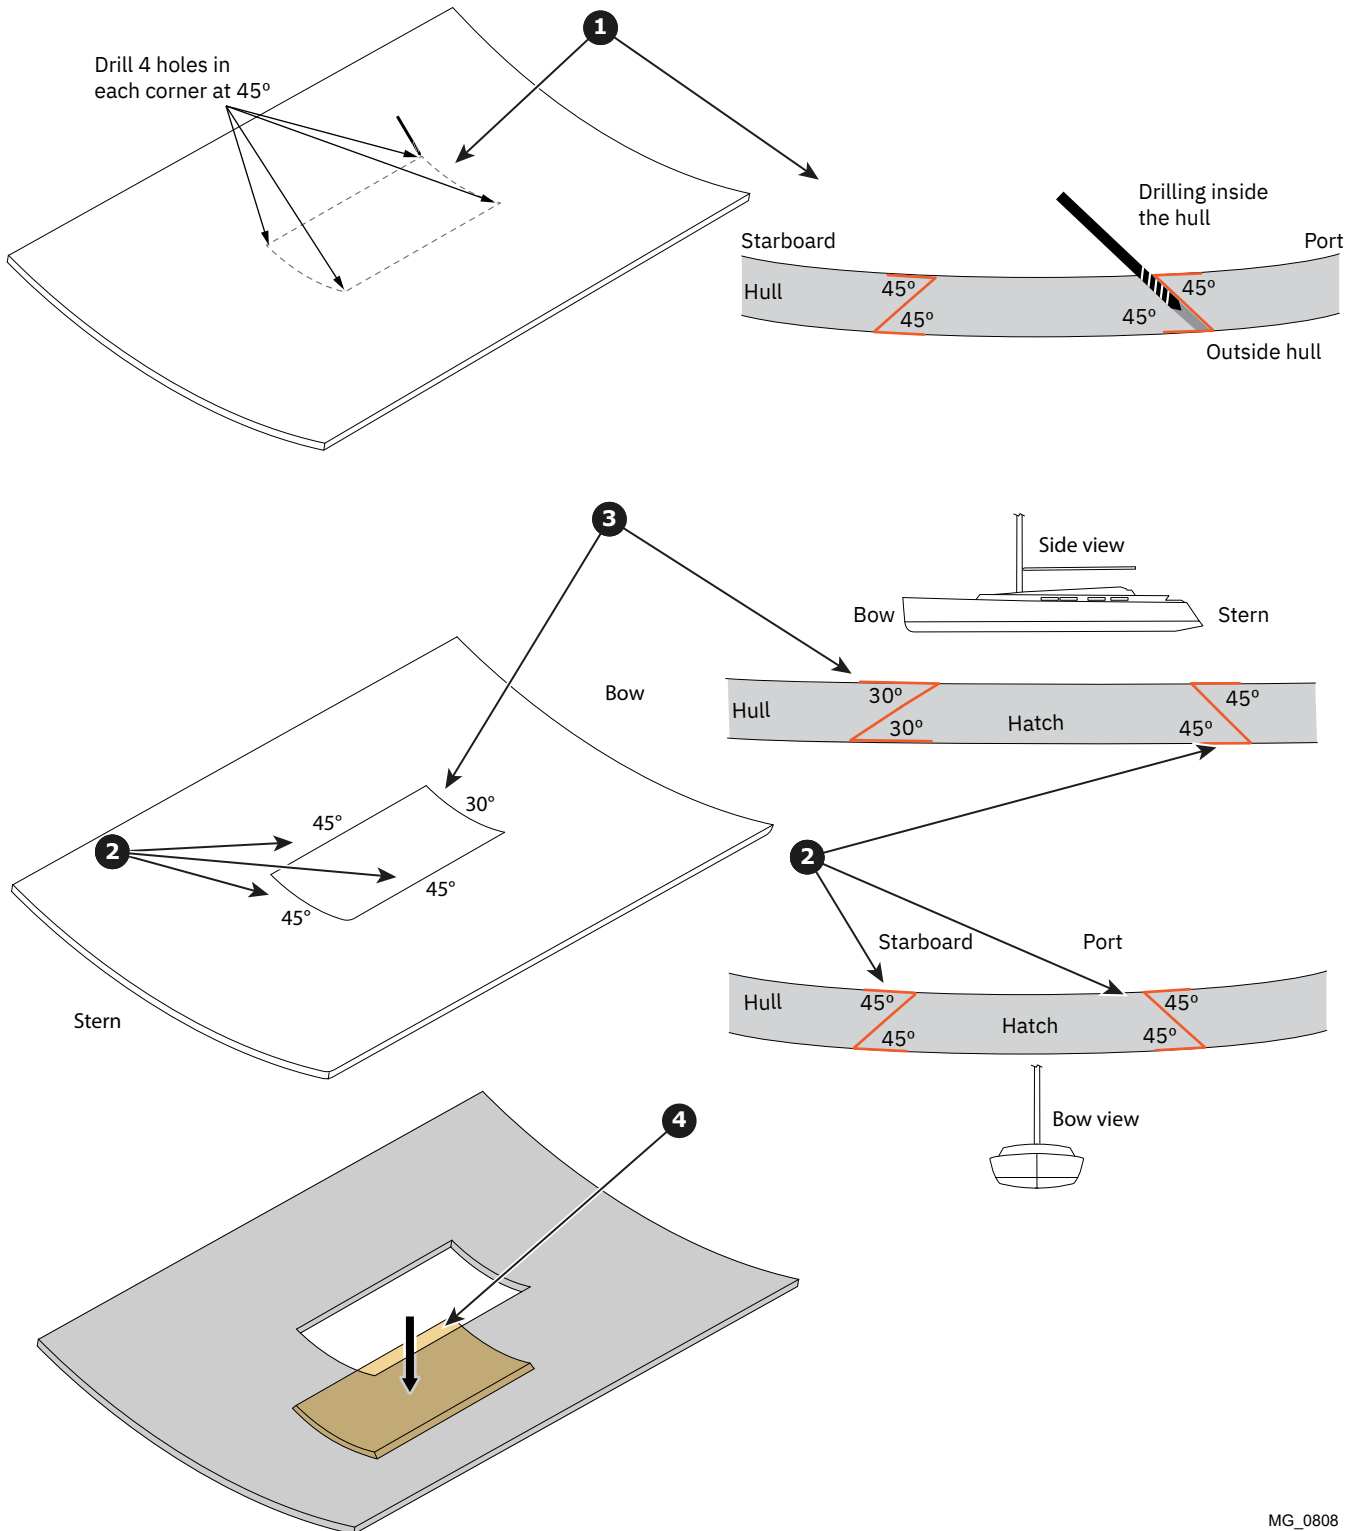 1
Drill 4 holes in
each corner at 45º
Drilling inside
the hull
Starboard
Port
Hull
45º
45º
45º
45º
Outside hull
3
Side view
Bow
Stern
Bow
30º
45º
Hull
Hatch
30º
45º
30°
45°
2
45°
45°
2
Starboard
Port
Hull
45º
45º
Hatch
45º
45º
Stern
4
Bow view
MG_0808